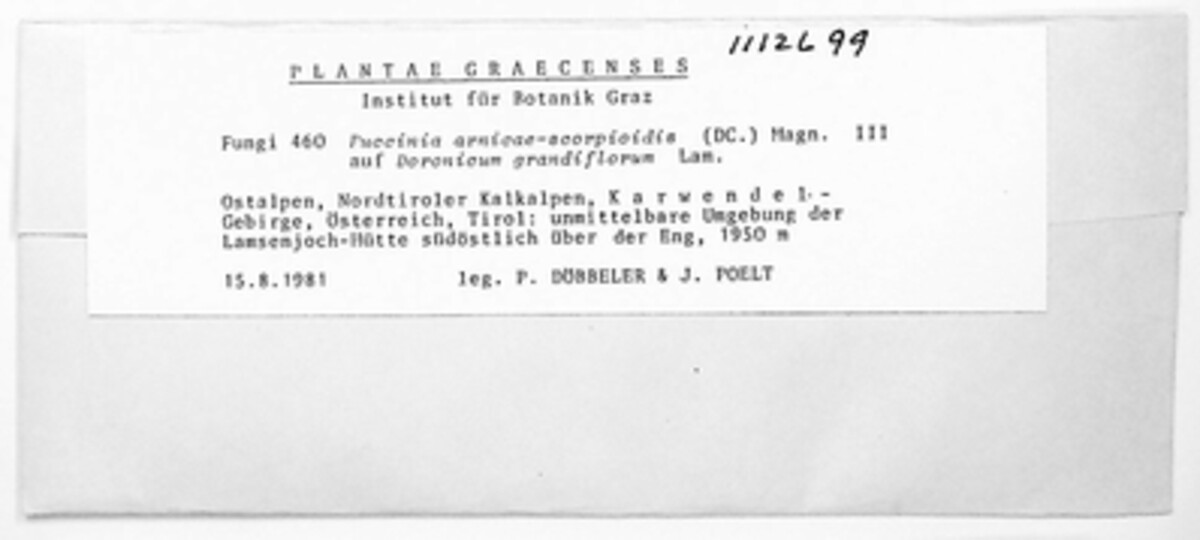 1112699
PLANTAE GRAECENSES
Institut für Botanik Graz
Fungi 460 Puccinia arnicae-scorpioidis (DC.) Magn. III
auf Doronicum grandiflorum Lam.
Ostalpen, Nordtiroler Kalkalpen, Karwendel-
Gebirge, Österreich, Tirol: unmittelbare Umgebung der
Lamsenjoch-Hütte südöstlich über der Eng, 1950 m
15.8.1981 leg. P. DÖBBELER & J. POELT